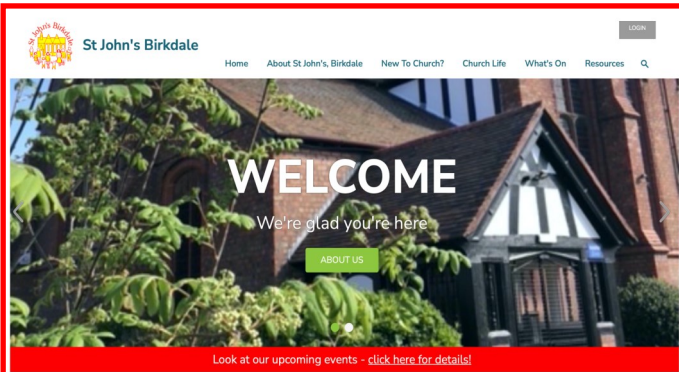 St John's Birkdale
LOGIN
St John's Birkdale
Home About St John's, Birkdale New To Church? Church Life What's On Resources
WELCOME
We're glad you're here
ABOUT US
Look at our upcoming events - click here for details!